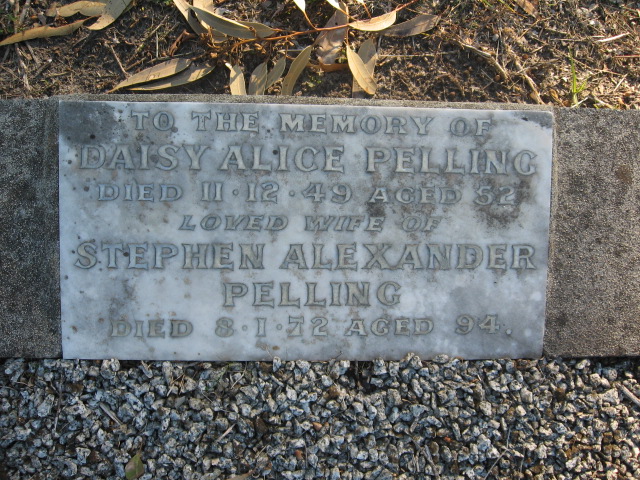 TO THE MEMORY OF
DAISY ALICE PELLING
DIED 11·12·49 AGED 52
LOVED WIFE OF
STEPHEN ALEXANDER
PELLING
DIED 8·1·72 AGED 94.